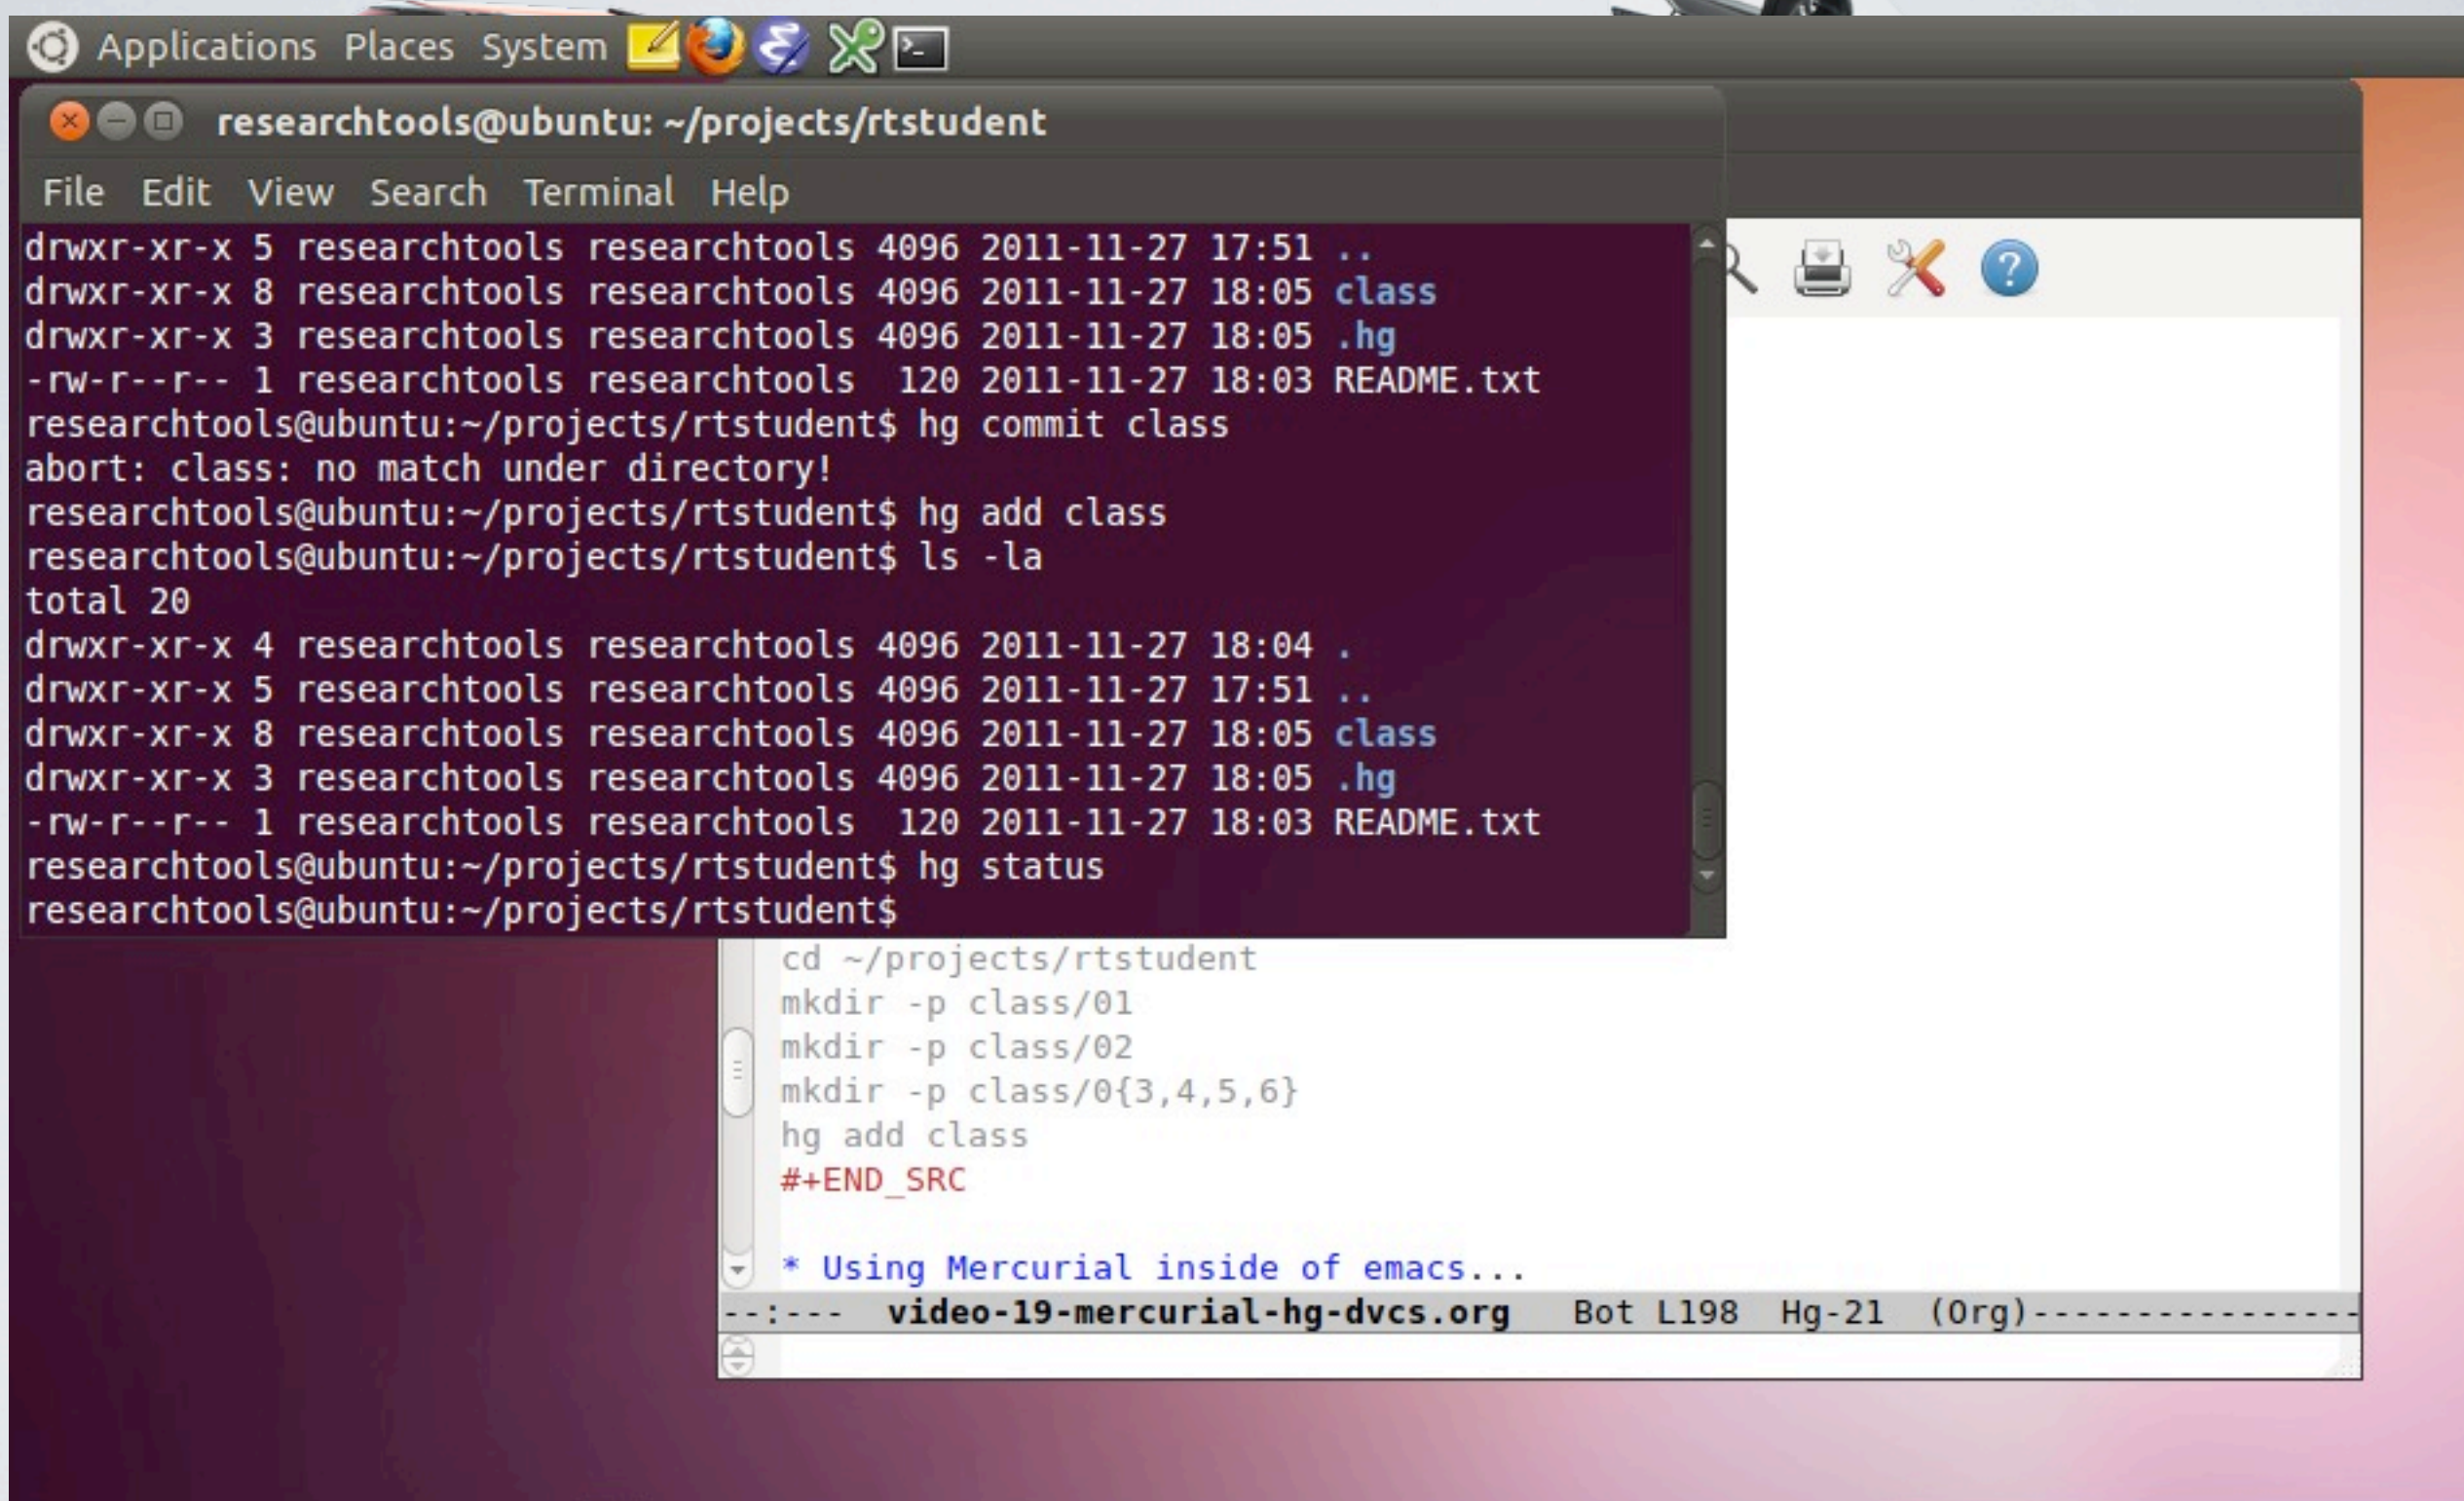 Applications Places System
researchtools@ubuntu: ~/projects/rtstudent
File Edit View Search Terminal Help
drwxr-xr-x 5 researchtools researchtools 4096 2011-11-27 17:51 ..
drwxr-xr-x 8 researchtools researchtools 4096 2011-11-27 18:05 class
drwxr-xr-x 3 researchtools researchtools 4096 2011-11-27 18:05 .hg
-rw-r--r-- 1 researchtools researchtools  120 2011-11-27 18:03 README.txt
researchtools@ubuntu:~/projects/rtstudent$ hg commit class
abort: class: no match under directory!
researchtools@ubuntu:~/projects/rtstudent$ hg add class
researchtools@ubuntu:~/projects/rtstudent$ ls -la
total 20
drwxr-xr-x 4 researchtools researchtools 4096 2011-11-27 18:04 .
drwxr-xr-x 5 researchtools researchtools 4096 2011-11-27 17:51 ..
drwxr-xr-x 8 researchtools researchtools 4096 2011-11-27 18:05 class
drwxr-xr-x 3 researchtools researchtools 4096 2011-11-27 18:05 .hg
-rw-r--r-- 1 researchtools researchtools  120 2011-11-27 18:03 README.txt
researchtools@ubuntu:~/projects/rtstudent$ hg status
researchtools@ubuntu:~/projects/rtstudent$
cd ~/projects/rtstudent
mkdir -p class/01
mkdir -p class/02
mkdir -p class/0{3,4,5,6}
hg add class
#+END_SRC
* Using Mercurial inside of emacs...
--:--- video-19-mercurial-hg-dvcs.org Bot L198 Hg-21 (Org)----------------